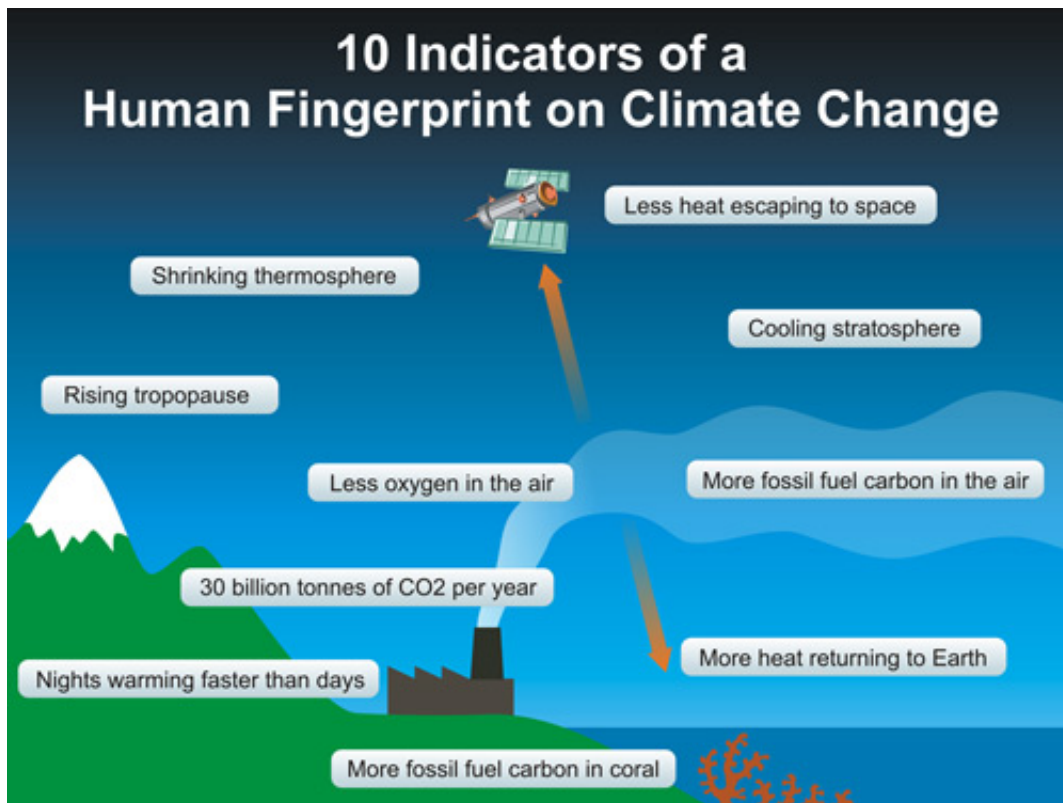 10 Indicators of a
Human Fingerprint on Climate Change
Less heat escaping to space
Shrinking thermosphere
Cooling stratosphere
Rising tropopause
Less oxygen in the air
More fossil fuel carbon in the air
30 billion tonnes of CO2 per year
More heat returning to Earth
Nights warming faster than days
More fossil fuel carbon in coral